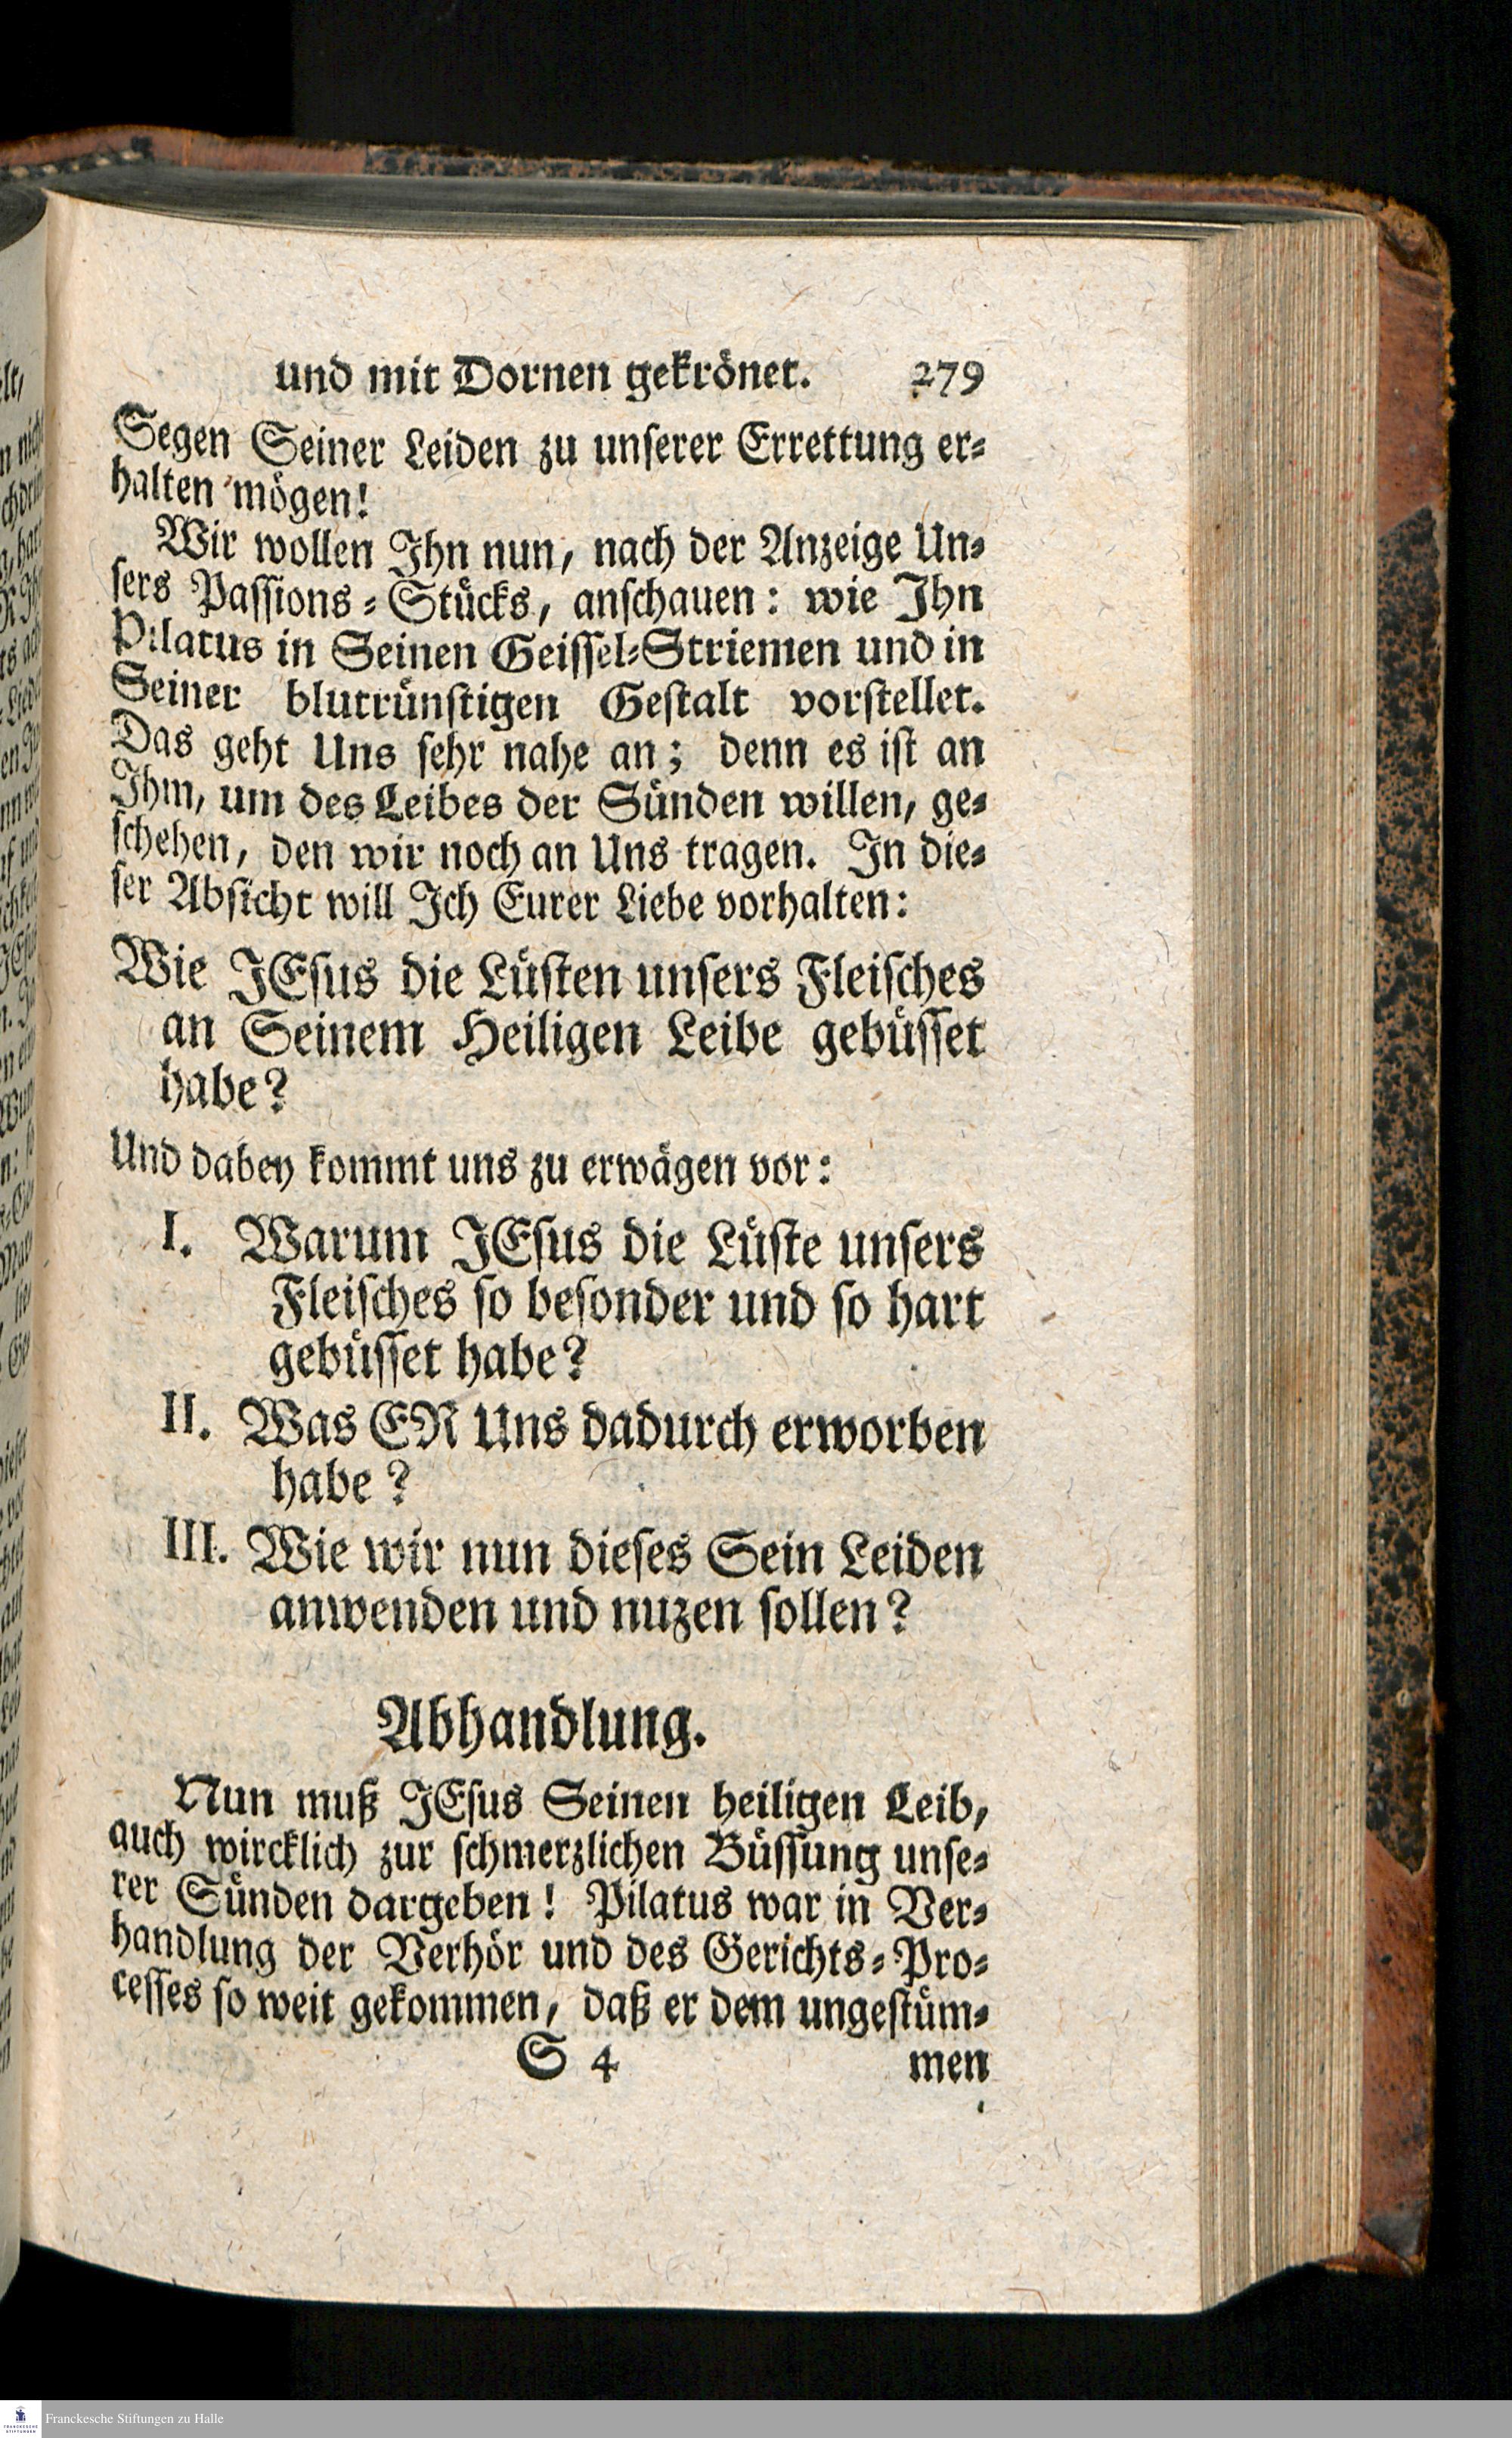 und mit Dornen gekrönet. 279
Segen Seiner Leiden zu unserer Errettung er-
halten mögen!
Wir wollen Ihn nun, nach der Anzeige Un-
sers Passions-Stücks, anschauen: wie Ihn
Pilatus in Seinen Geissel-Striemen und in
Seiner blutrünstigen Gestalt vorstellet.
Das geht Uns sehr nahe an; denn es ist an
Ihm, um des Leibes der Sünden willen, ge-
schehen, den wir noch an Uns tragen. In die-
ser Absicht will Ich Eurer Liebe vorhalten:
Wie JEsus die Lüsten unsers Fleisches
an Seinem Heiligen Leibe gebüsset
habe?
Und dabey kommt uns zu erwägen vor:
I. Warum JEsus die Lüste unsers
Fleisches so besonder und so hart
gebüsset habe?
II. Was ER Uns dadurch erworben
habe?
III. Wie wir nun dieses Sein Leiden
anwenden und nuzen sollen?
Abhandlung.
Nun muß JEsus Seinen heiligen Leib,
auch wircklich zur schmerzlichen Büssung unse-
rer Sünden dargeben! Pilatus war in Ver-
handlung der Verhör und des Gerichts-Pro-
cesses so weit gekommen, daß er dem ungestüm-
S 4 men
Franckesche Stiftungen zu Halle